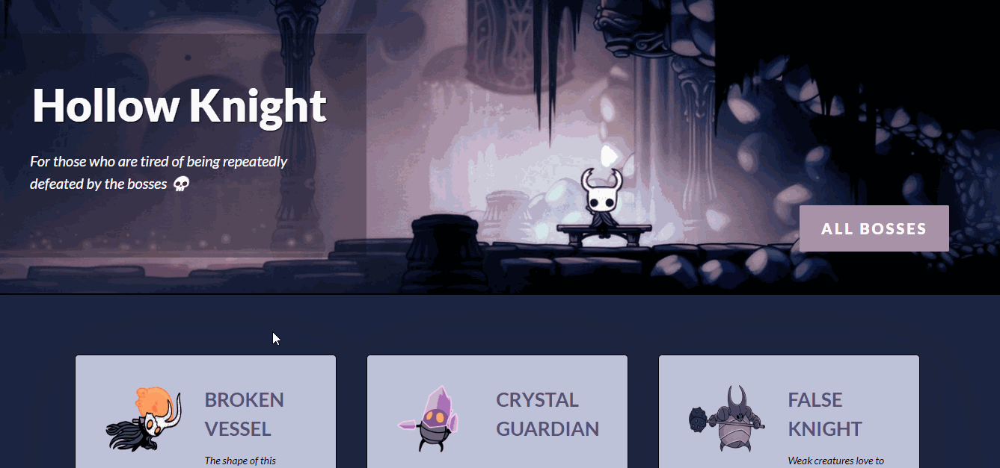 Hollow Knight
For those who are tired of being repeatedly
defeated by the bosses 💀
ALL BOSSES
BROKEN
VESSEL
The shape of this
CRYSTAL
GUARDIAN
FALSE
KNIGHT
Weak creatures love to